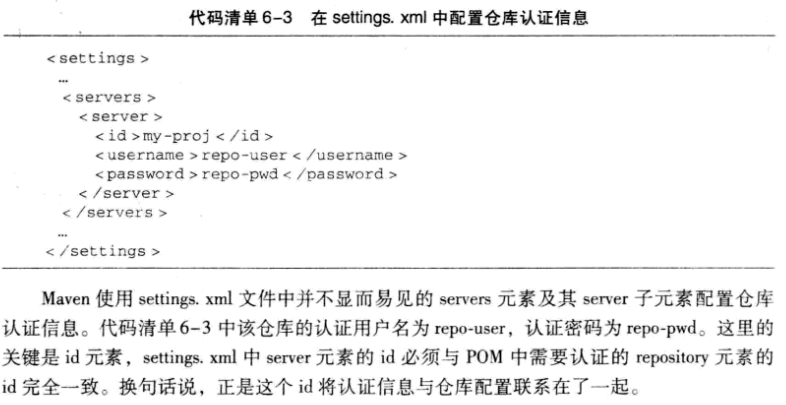 代码清单6-3 在 settings. xml 中配置仓库认证信息
<settings>
…
<servers>
<server>
<id>my-proj</id>
<username>repo-user</username>
<password>repo-pwd</password>
</server>
</servers>
…
</settings>
Maven 使用 settings. xml 文件中并不显而易见的 servers 元素及其 server 子元素配置仓库
认证信息。代码清单6-3 中该仓库的认证用户名为 repo-user，认证密码为 repo-pwd。这里的
关键是 id 元素，settings. xml 中 server 元素的 id 必须与 POM 中需要认证的 repository 元素的
id 完全一致。换句话说，正是这个 id 将认证信息与仓库配置联系在了一起。